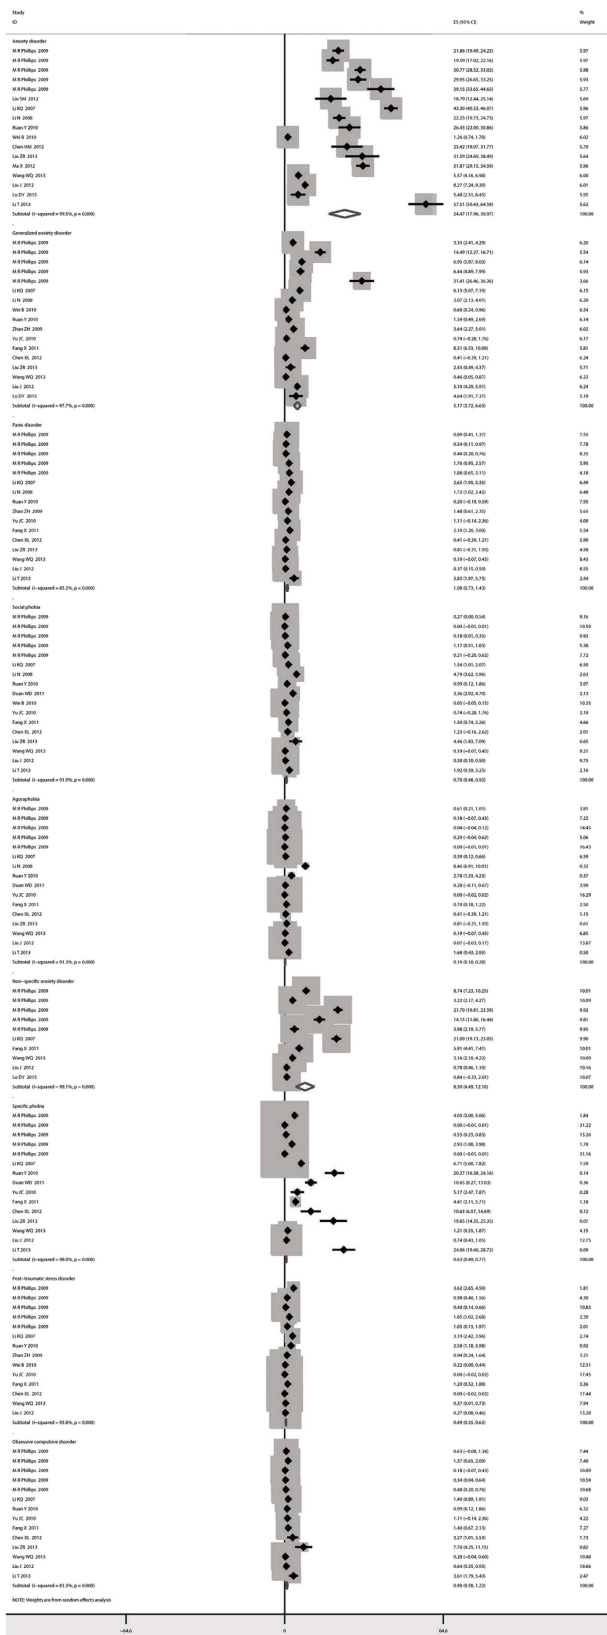 Study %
ID ES (95% CI) Weight
Anxiety disorder
M R Phillips 2009 21.86 (19.49, 24.23) 5.97
M R Phillips 2009 19.59 (17.02, 22.16) 5.97
M R Phillips 2009 30.77 (28.52, 33.02) 5.98
M R Phillips 2009 29.95 (26.65, 33.25) 5.93
M R Phillips 2009 39.15 (33.65, 44.65) 5.77
Liu SM 2012 18.79 (12.44, 25.14) 5.69
Li KQ 2007 43.30 (40.53, 46.07) 5.96
Li N 2008 22.23 (19.73, 24.73) 5.97
Ruan Y 2010 26.43 (22.00, 30.86) 5.86
Wei B 2010 1.26 (0.74, 1.78) 6.02
Chen HM 2012 25.42 (19.07, 31.77) 5.70
Liu ZR 2013 31.59 (24.69, 38.49) 5.64
Ma X 2012 31.87 (29.15, 34.59) 5.96
Wang WQ 2013 5.57 (4.16, 6.98) 6.00
Liu J 2012 8.27 (7.24, 9.30) 6.01
Lu DY 2015 5.48 (2.51, 8.45) 5.95
Li T 2013 57.51 (50.43, 64.59) 5.62
Subtotal (I-squared = 99.5%, p = 0.000) 24.47 (17.96, 30.97) 100.00
.
Generalized anxiety disorder
M R Phillips 2009 3.35 (2.41, 4.29) 6.20
M R Phillips 2009 14.49 (12.27, 16.71) 5.54
M R Phillips 2009 6.95 (5.87, 8.03) 6.14
M R Phillips 2009 6.44 (4.89, 7.99) 5.93
M R Phillips 2009 31.41 (26.46, 36.36) 3.66
Li KQ 2007 6.13 (5.07, 7.19) 6.15
Li N 2008 3.07 (2.13, 4.01) 6.20
Wei B 2010 0.60 (0.24, 0.96) 6.34
Ruan Y 2010 1.59 (0.49, 2.69) 6.14
Zhao ZH 2009 3.64 (2.27, 5.01) 6.02
Yu JC 2010 0.74 (-0.28, 1.76) 6.17
Fang X 2011 8.31 (6.53, 10.09) 5.81
Chen XL 2012 0.41 (-0.39, 1.21) 6.24
Liu ZR 2013 2.43 (0.49, 4.37) 5.71
Wang WQ 2013 0.46 (0.05, 0.87) 6.33
Liu J 2012 5.10 (4.29, 5.91) 6.24
Lu DY 2015 4.64 (1.91, 7.37) 5.19
Subtotal (I-squared = 97.7%, p = 0.000) 5.17 (3.72, 6.63) 100.00
.
Panic disorder
M R Phillips 2009 0.89 (0.41, 1.37) 7.55
M R Phillips 2009 0.54 (0.11, 0.97) 7.78
M R Phillips 2009 0.48 (0.20, 0.76) 8.35
M R Phillips 2009 1.76 (0.95, 2.57) 5.95
M R Phillips 2009 1.88 (0.65, 3.11) 4.18
Li KQ 2007 2.65 (1.95, 3.35) 6.49
Li N 2008 1.72 (1.02, 2.42) 6.48
Ruan Y 2010 0.20 (-0.19, 0.59) 7.95
Zhao ZH 2009 1.48 (0.61, 2.35) 5.65
Yu JC 2010 1.11 (-0.14, 2.36) 4.09
Fang X 2011 2.10 (1.20, 3.00) 5.54
Chen XL 2012 0.41 (-0.39, 1.21) 5.99
Liu ZR 2013 0.81 (-0.31, 1.93) 4.58
Wang WQ 2013 0.19 (-0.07, 0.45) 8.43
Liu J 2012 0.37 (0.15, 0.59) 8.55
Li T 2013 3.85 (1.97, 5.73) 2.44
Subtotal (I-squared = 85.2%, p = 0.000) 1.08 (0.73, 1.43) 100.00
.
Social phobia
M R Phillips 2009 0.27 (0.00, 0.54) 9.16
M R Phillips 2009 0.00 (-0.01, 0.01) 10.59
M R Phillips 2009 0.18 (0.01, 0.35) 9.92
M R Phillips 2009 1.17 (0.51, 1.83) 5.38
M R Phillips 2009 0.21 (-0.20, 0.62) 7.72
Li KQ 2007 1.54 (1.01, 2.07) 6.50
Li N 2008 4.79 (3.62, 5.96) 2.63
Ruan Y 2010 0.99 (0.12, 1.86) 3.97
Duan WD 2011 3.36 (2.02, 4.70) 2.13
Wei B 2010 0.05 (-0.05, 0.15) 10.35
Yu JC 2010 0.74 (-0.28, 1.76) 3.19
Fang X 2011 1.50 (0.74, 2.26) 4.66
Chen XL 2012 1.23 (-0.16, 2.62) 2.01
Liu ZR 2013 4.46 (1.83, 7.09) 0.65
Wang WQ 2013 0.19 (-0.07, 0.45) 9.21
Liu J 2012 0.30 (0.10, 0.50) 9.75
Li T 2013 1.92 (0.59, 3.25) 2.16
Subtotal (I-squared = 91.9%, p = 0.000) 0.70 (0.48, 0.92) 100.00
.
Agoraphobia
M R Phillips 2009 0.61 (0.21, 1.01) 3.81
M R Phillips 2009 0.18 (-0.07, 0.43) 7.22
M R Phillips 2009 0.04 (-0.04, 0.12) 14.45
M R Phillips 2009 0.29 (-0.04, 0.62) 5.06
M R Phillips 2009 0.00 (-0.01, 0.01) 16.43
Li KQ 2007 0.39 (0.12, 0.66) 6.59
Li N 2008 8.46 (6.91, 10.01) 0.32
Ruan Y 2010 2.78 (1.33, 4.23) 0.37
Duan WD 2011 0.28 (-0.11, 0.67) 3.99
Yu JC 2010 0.00 (-0.02, 0.02) 16.29
Fang X 2011 0.70 (0.18, 1.22) 2.50
Chen XL 2012 0.41 (-0.39, 1.21) 1.15
Liu ZR 2013 0.81 (-0.31, 1.93) 0.61
Wang WQ 2013 0.19 (-0.07, 0.45) 6.85
Liu J 2012 0.07 (-0.03, 0.17) 13.87
Li T 2013 1.68 (0.43, 2.93) 0.50
Subtotal (I-squared = 91.3%, p = 0.000) 0.19 (0.10, 0.28) 100.00
.
Non-specific anxiety disorder
M R Phillips 2009 8.74 (7.23, 10.25) 10.01
M R Phillips 2009 3.22 (2.17, 4.27) 10.09
M R Phillips 2009 21.70 (19.81, 23.59) 9.92
M R Phillips 2009 14.15 (11.86, 16.44) 9.81
M R Phillips 2009 3.98 (2.19, 5.77) 9.95
Li KQ 2007 21.09 (19.13, 23.05) 9.90
Fang X 2011 5.91 (4.41, 7.41) 10.01
Wang WQ 2013 3.16 (2.10, 4.22) 10.09
Liu J 2012 0.78 (0.46, 1.10) 10.16
Lu DY 2015 0.84 (-0.33, 2.01) 10.07
Subtotal (I-squared = 99.1%, p = 0.000) 8.30 (4.49, 12.10) 100.00
.
Specific phobia
M R Phillips 2009 4.03 (3.00, 5.06) 1.84
M R Phillips 2009 0.00 (-0.01, 0.01) 31.22
M R Phillips 2009 0.53 (0.23, 0.83) 13.26
M R Phillips 2009 2.93 (1.88, 3.98) 1.78
M R Phillips 2009 0.00 (-0.01, 0.01) 31.16
Li KQ 2007 6.71 (5.60, 7.82) 1.59
Ruan Y 2010 20.27 (16.38, 24.16) 0.14
Duan WD 2011 10.65 (8.27, 13.03) 0.36
Yu JC 2010 5.17 (2.47, 7.87) 0.28
Fang X 2011 4.41 (3.11, 5.71) 1.18
Chen XL 2012 10.63 (6.57, 14.69) 0.12
Liu ZR 2013 19.85 (14.35, 25.35) 0.07
Wang WQ 2013 1.21 (0.55, 1.87) 4.15
Liu J 2012 0.74 (0.43, 1.05) 12.75
Li T 2013 24.06 (19.40, 28.72) 0.09
Subtotal (I-squared = 98.0%, p = 0.000) 0.63 (0.49, 0.77) 100.00
.
Post-traumatic stress disorder
M R Phillips 2009 3.62 (2.65, 4.59) 1.81
M R Phillips 2009 0.98 (0.40, 1.56) 4.30
M R Phillips 2009 0.40 (0.14, 0.66) 10.83
M R Phillips 2009 1.85 (1.02, 2.68) 2.39
M R Phillips 2009 1.05 (0.13, 1.97) 2.01
Li KQ 2007 3.19 (2.42, 3.96) 2.74
Ruan Y 2010 2.58 (1.18, 3.98) 0.92
Zhao ZH 2009 0.94 (0.24, 1.64) 3.21
Wei B 2010 0.22 (0.00, 0.44) 12.31
Yu JC 2010 0.00 (-0.02, 0.02) 17.45
Fang X 2011 1.20 (0.52, 1.88) 3.36
Chen XL 2012 0.00 (-0.02, 0.03) 17.44
Wang WQ 2013 0.37 (0.01, 0.73) 7.94
Liu J 2012 0.27 (0.08, 0.46) 13.28
Subtotal (I-squared = 93.8%, p = 0.000) 0.49 (0.35, 0.63) 100.00
.
Obsessive compulsive disorder
M R Phillips 2009 0.63 (-0.08, 1.34) 7.44
M R Phillips 2009 1.37 (0.65, 2.09) 7.40
M R Phillips 2009 0.18 (-0.07, 0.43) 10.89
M R Phillips 2009 0.34 (0.04, 0.64) 10.59
M R Phillips 2009 0.48 (0.20, 0.76) 10.68
Li KQ 2007 1.40 (0.89, 1.91) 9.03
Ruan Y 2010 0.99 (0.12, 1.86) 6.32
Yu JC 2010 1.11 (-0.14, 2.36) 4.22
Fang X 2011 1.40 (0.67, 2.13) 7.27
Chen XL 2012 3.27 (1.01, 5.53) 1.73
Liu ZR 2013 7.70 (4.25, 11.15) 0.82
Wang WQ 2013 0.28 (-0.04, 0.60) 10.48
Liu J 2012 0.64 (0.35, 0.93) 10.66
Li T 2013 3.61 (1.79, 5.43) 2.47
Subtotal (I-squared = 81.5%, p = 0.000) 0.90 (0.58, 1.22) 100.00
NOTE: Weights are from random effects analysis
-64.6 0 64.6